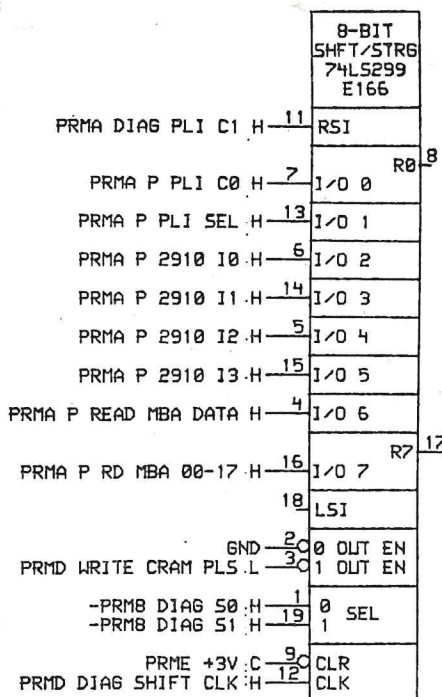 8-BIT
SHFT/STRG
74LS299
E166
PRMA DIAG PLI C1 H 11 RSI
R0 8
PRMA P PLI C0 H 7 I/O 0
PRMA P PLI SEL H 13 I/O 1
PRMA P 2910 I0 H 6 I/O 2
PRMA P 2910 I1 H 14 I/O 3
PRMA P 2910 I2 H 5 I/O 4
PRMA P 2910 I3 H 15 I/O 5
PRMA P READ MBA DATA H 4 I/O 6
R7 17
PRMA P RD MBA 00-17 H 16 I/O 7
18 LSI
GND 2 0 OUT EN
PRMD WRITE CRAM PLS L 3 1 OUT EN
-PRM8 DIAG S0 H 1 0 SEL
-PRM8 DIAG S1 H 19 1
PRME +3V C 9 CLR
PRMD DIAG SHIFT CLK H 12 CLK